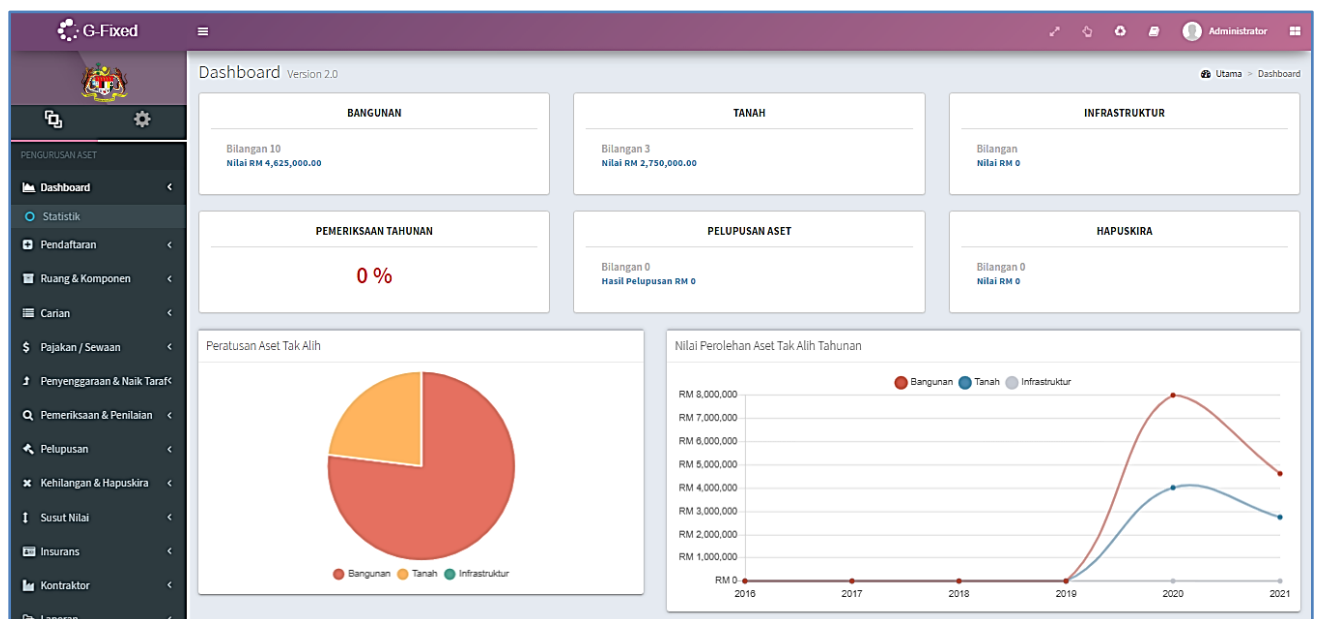 G-Fixed
Administrator
PENGURUSAN ASET
Dashboard
Statistik
Pendaftaran
Ruang & Komponen
Carian
Pajakan / Sewaan
Penyenggaraan & Naik Taraf
Pemeriksaan & Penilaian
Pelupusan
Kehilangan & Hapuskira
Susut Nilai
Insurans
Kontraktor
Laporan
Dashboard Version 2.0
Utama > Dashboard
BANGUNAN
Bilangan 10
Nilai RM 4,625,000.00
TANAH
Bilangan 3
Nilai RM 2,750,000.00
INFRASTRUKTUR
Bilangan
Nilai RM 0
PEMERIKSAAN TAHUNAN
0 %
PELUPUSAN ASET
Bilangan 0
Hasil Pelupusan RM 0
HAPUSKIRA
Bilangan 0
Nilai RM 0
Peratusan Aset Tak Alih
Bangunan Tanah Infrastruktur
Nilai Perolehan Aset Tak Alih Tahunan
Bangunan Tanah Infrastruktur
RM 8,000,000
RM 7,000,000
RM 6,000,000
RM 5,000,000
RM 4,000,000
RM 3,000,000
RM 2,000,000
RM 1,000,000
RM 0
2016 2017 2018 2019 2020 2021